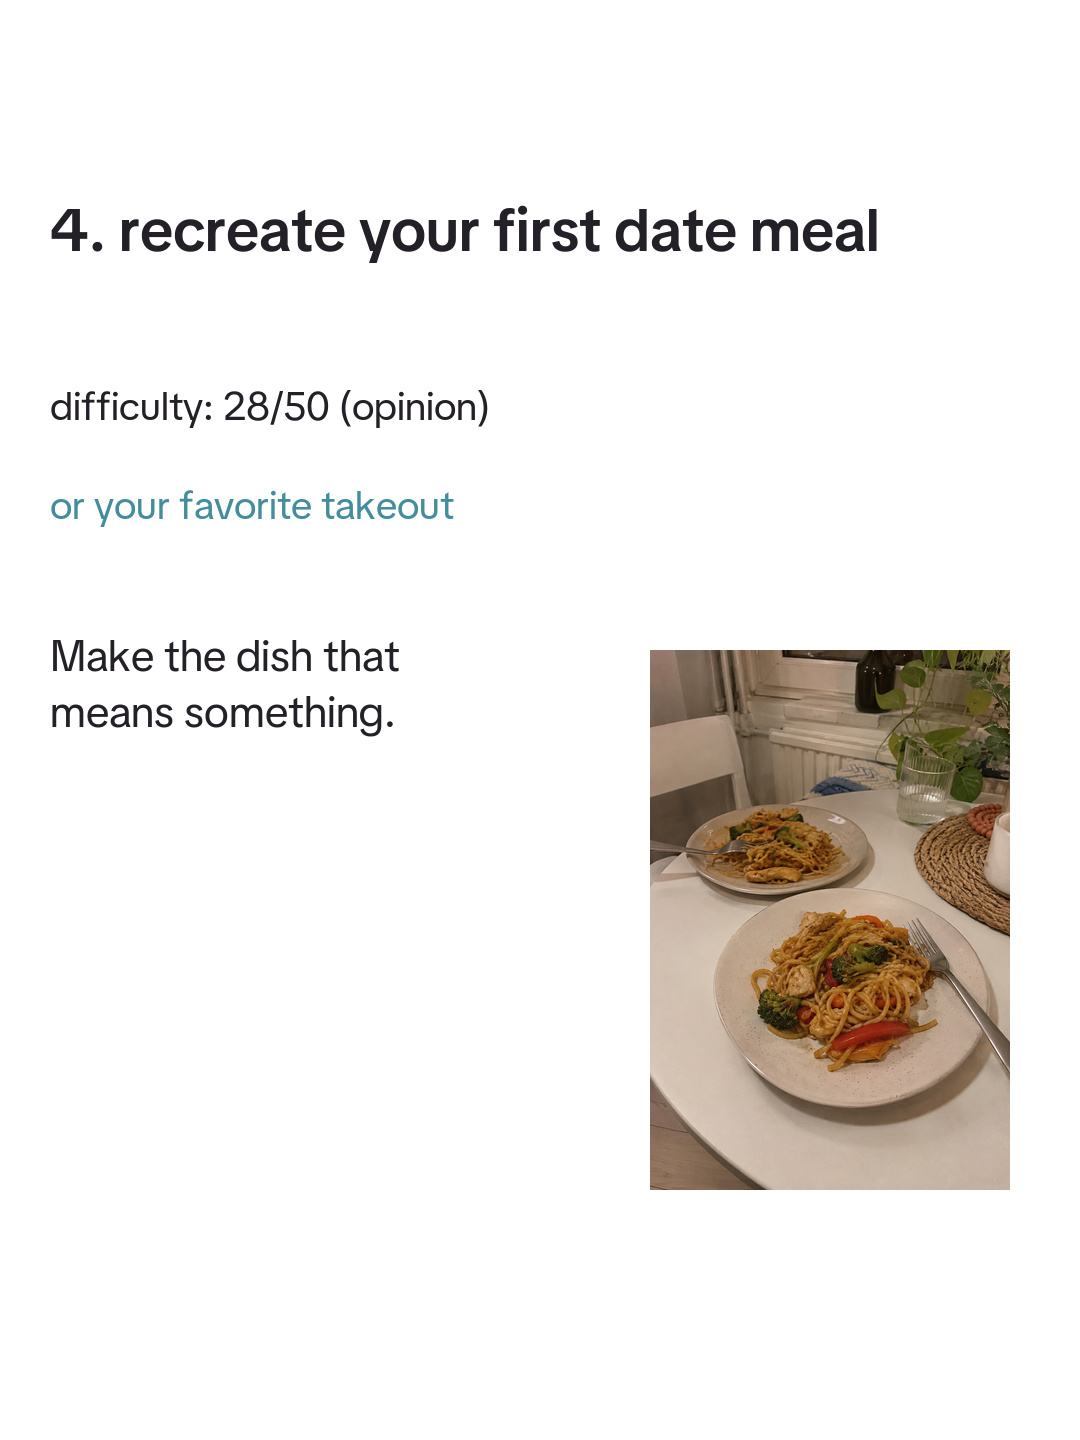 4. recreate your first date meal
difficulty: 28/50 (opinion)
or your favorite takeout
Make the dish that
means something.